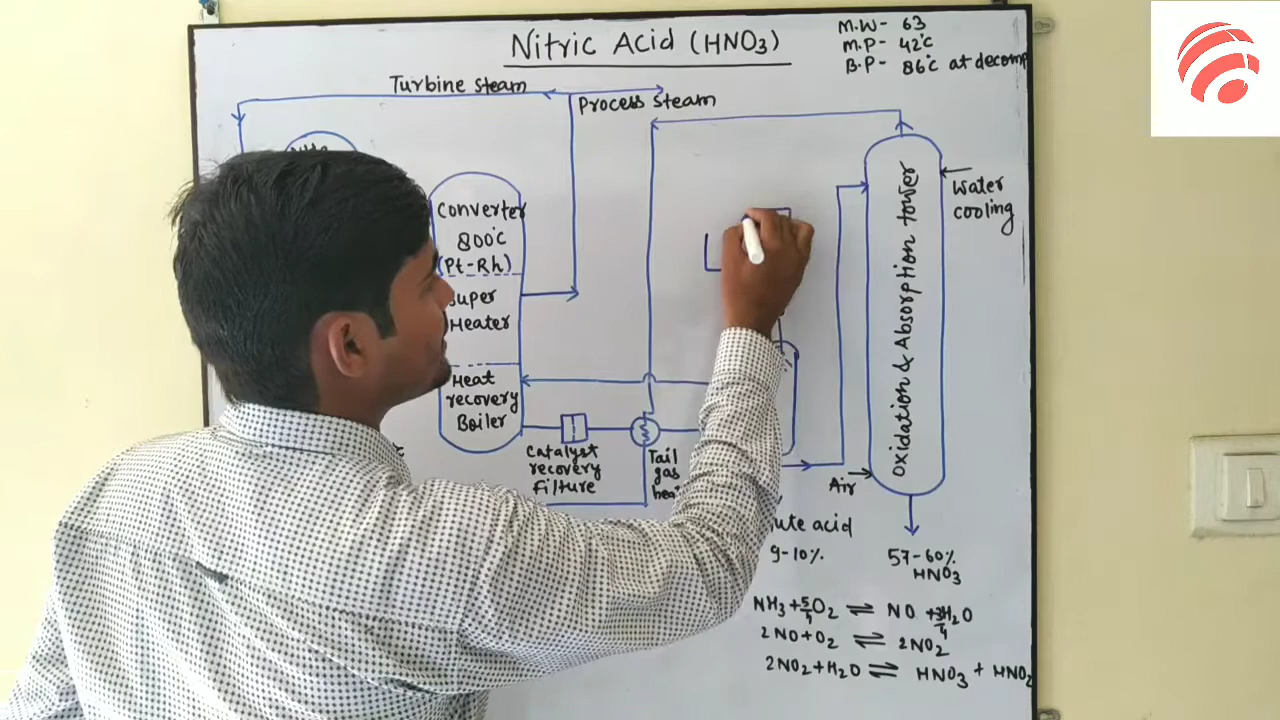 Nitric Acid (HNO₃)
M.W- 63
M.P- 42°C
B.P- 86°C at decomp
Turbine steam
Process steam
Converter
800°C
(Pt-Rh)
Super
Heater
Heat
recovery
Boiler
Catalyst
recovery
Filture
Tail
gas
Oxidation & Absorption tower
Water
cooling
Air
acid
9-10%
57-60%
HNO₃
NH₃ + 5/4 O₂ ⇌ NO + 3/4 H₂O
2NO+O₂ ⇌ 2NO₂
2NO₂+H₂O ⇌ HNO₃ + HNO₂